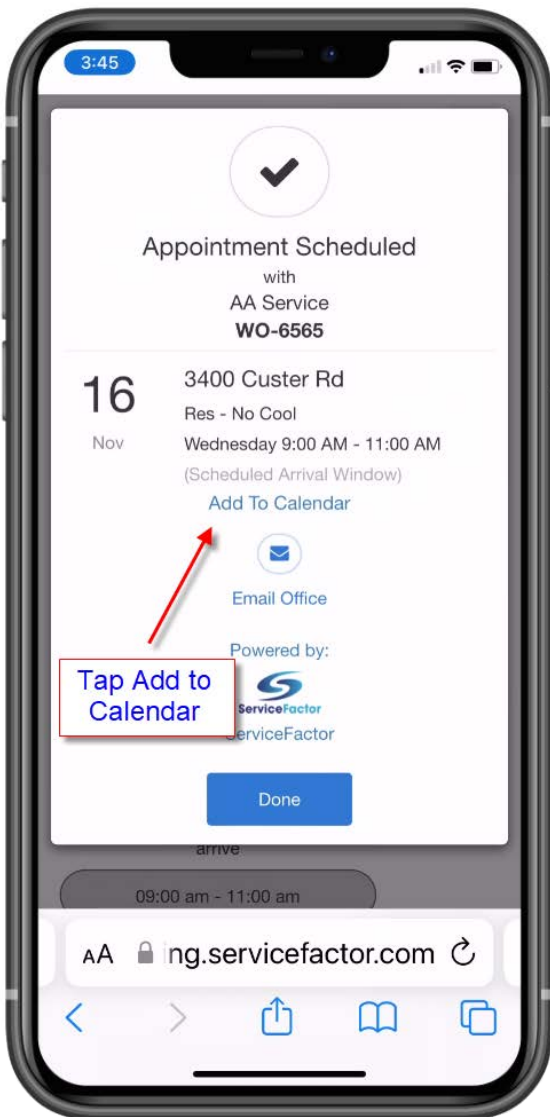 3:45
Appointment Scheduled
with
AA Service
WO-6565
16
Nov
3400 Custer Rd
Res - No Cool
Wednesday 9:00 AM - 11:00 AM
(Scheduled Arrival Window)
Add To Calendar
Email Office
Powered by:
Tap Add to
Calendar
ServiceFactor
ServiceFactor
Done
arrive
09:00 am - 11:00 am
AA
ing.servicefactor.com